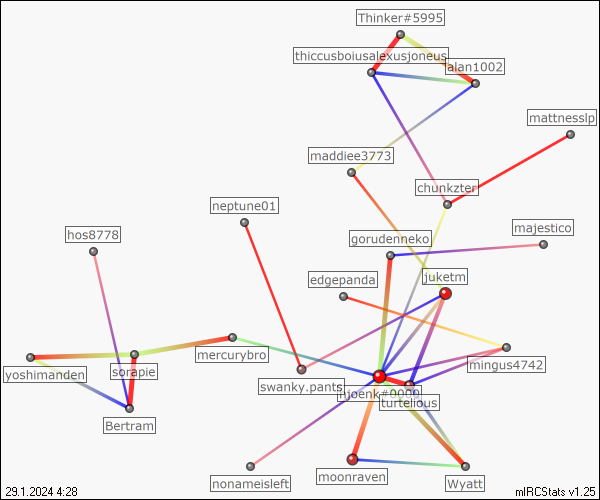 Thinker#5995
thiccusboiusalexusjoneus
alan1002
mattnesslp
maddiee3773
chunkzter
neptune01
majestico
hos8778
gorudenneko
edgepanda
juketm
mercurybro
mingus4742
yoshimanden
sorapie
swanky.pants
njoenk#0000
turtelious
Bertram
nonameisleft
moonraven
Wyatt
29.1.2024 4:28
mIRCStats v1.25